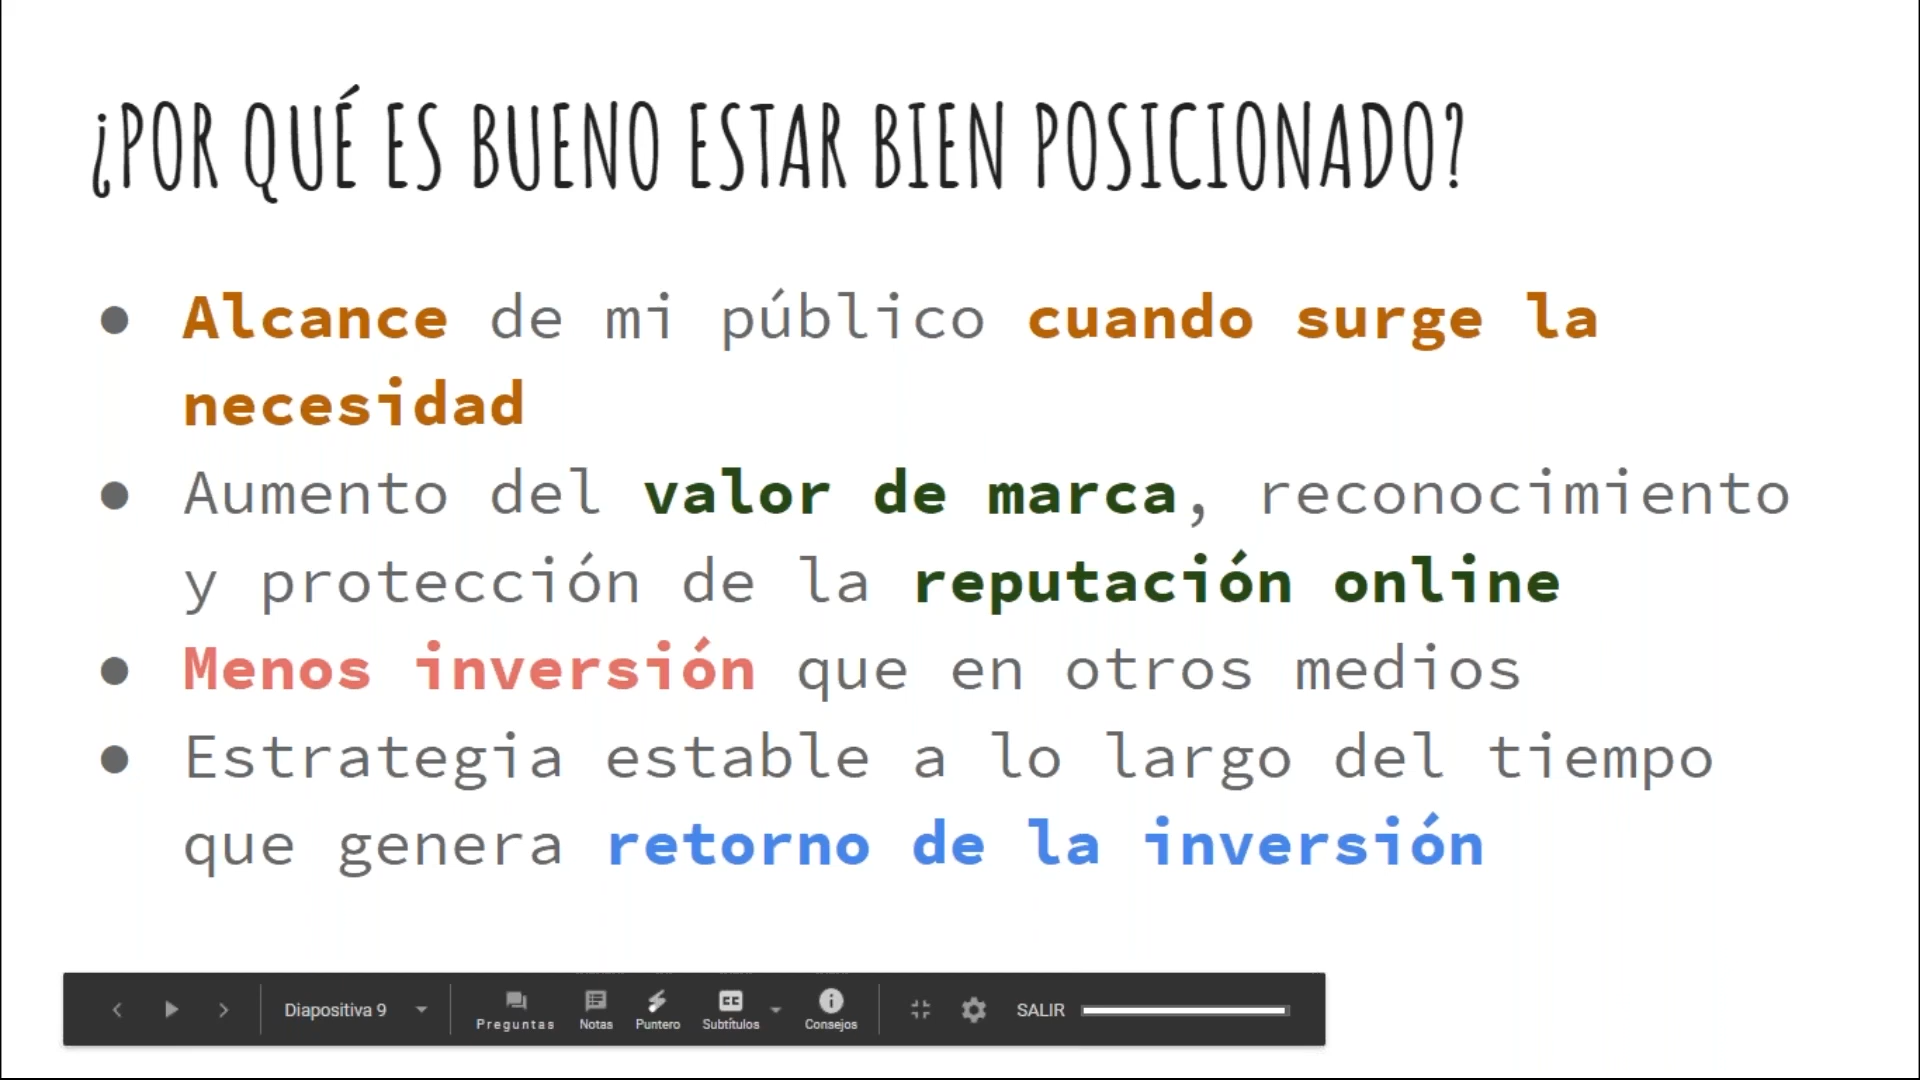 ¿POR QUÉ ES BUENO ESTAR BIEN POSICIONADO?
● Alcance de mi público cuando surge la
necesidad
● Aumento del valor de marca, reconocimiento
y protección de la reputación online
● Menos inversión que en otros medios
● Estrategia estable a lo largo del tiempo
que genera retorno de la inversión
Diapositiva 9 Preguntas Notas Puntero Subtítulos Consejos SALIR